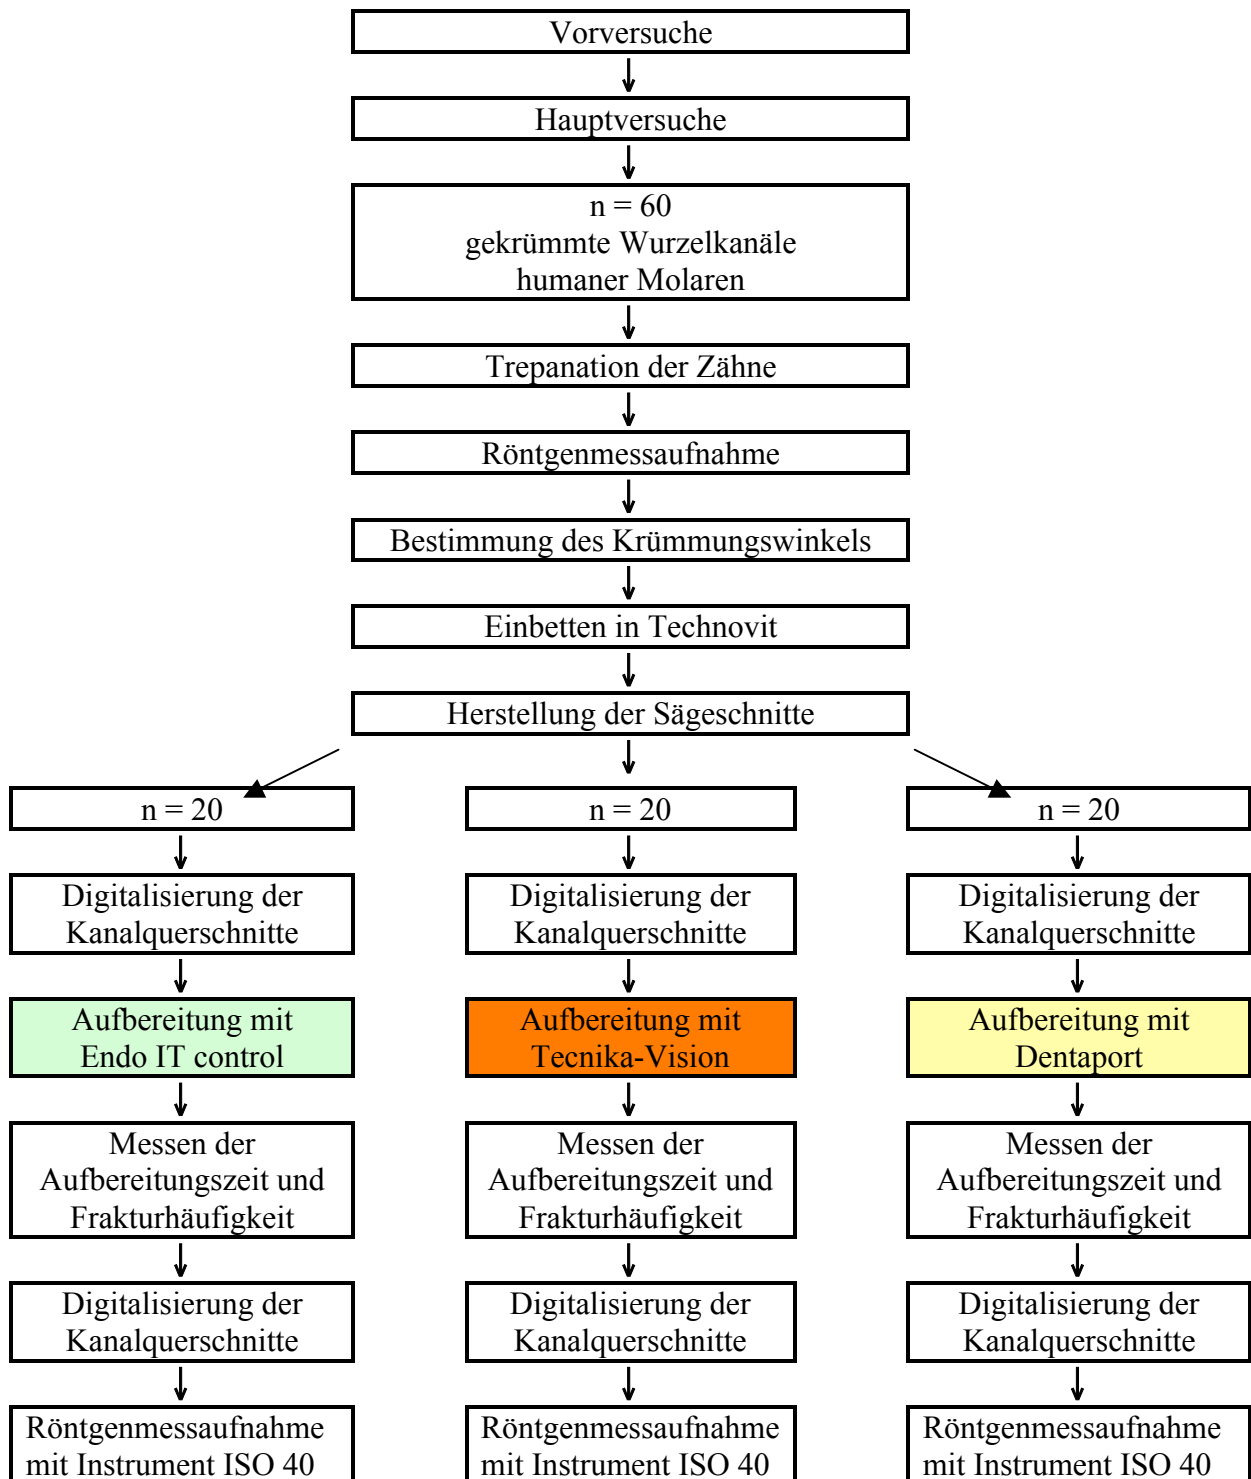 Vorversuche
Hauptversuche
n = 60
gekrümmte Wurzelkanäle
humaner Molaren
Trepanation der Zähne
Röntgenmessaufnahme
Bestimmung des Krümmungswinkels
Einbetten in Technovit
Herstellung der Sägeschnitte
n = 20
Digitalisierung der
Kanalquerschnitte
Aufbereitung mit
Endo IT control
Messen der
Aufbereitungszeit und
Frakturhäufigkeit
Digitalisierung der
Kanalquerschnitte
Röntgenmessaufnahme
mit Instrument ISO 40
n = 20
Digitalisierung der
Kanalquerschnitte
Aufbereitung mit
Tecnika-Vision
Messen der
Aufbereitungszeit und
Frakturhäufigkeit
Digitalisierung der
Kanalquerschnitte
Röntgenmessaufnahme
mit Instrument ISO 40
n = 20
Digitalisierung der
Kanalquerschnitte
Aufbereitung mit
Dentaport
Messen der
Aufbereitungszeit und
Frakturhäufigkeit
Digitalisierung der
Kanalquerschnitte
Röntgenmessaufnahme
mit Instrument ISO 40